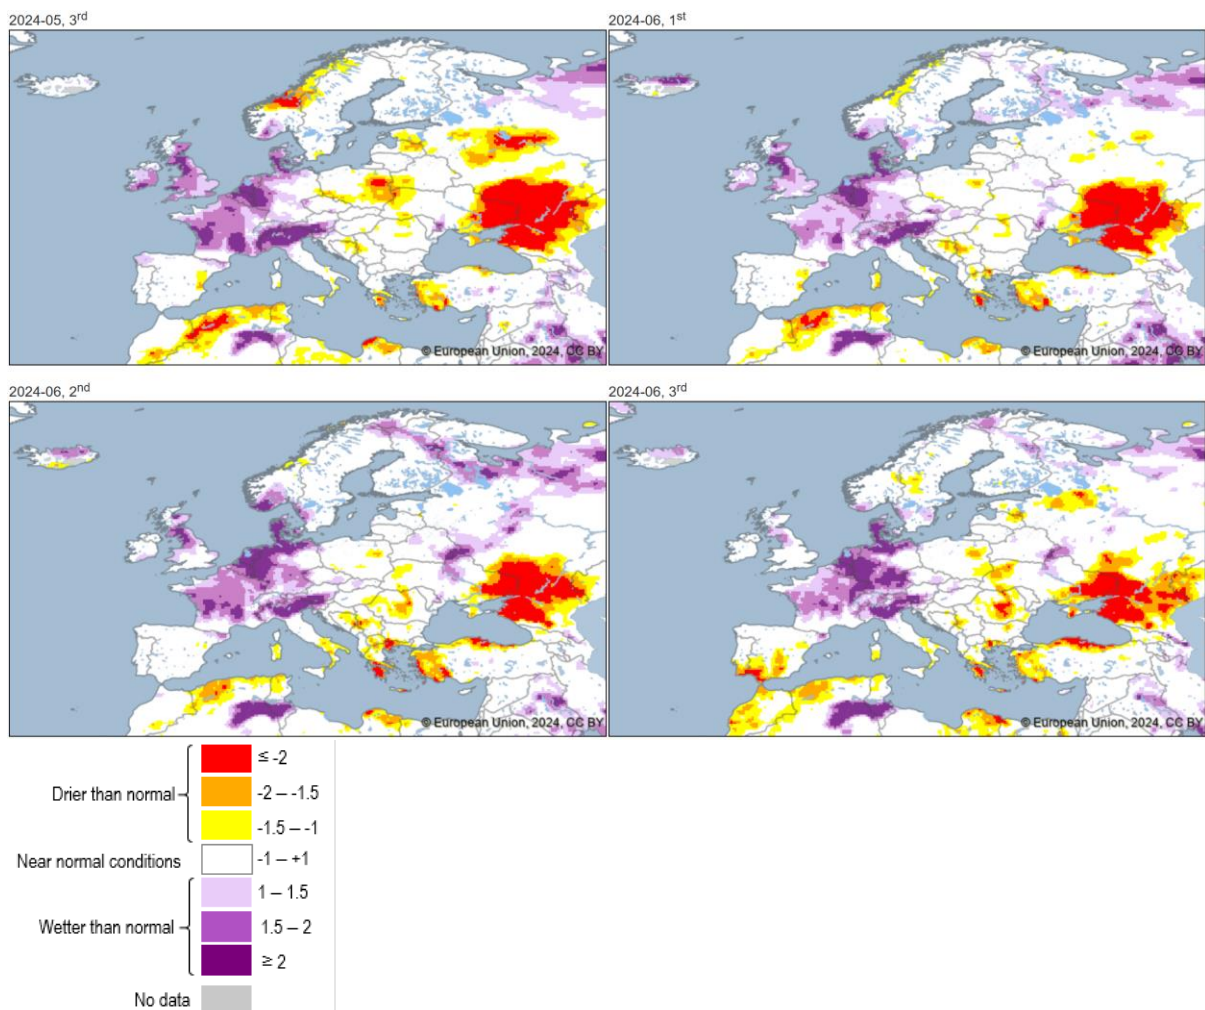 2024-05, 3rd
2024-06, 1st
© European Union, 2024, CC BY
© European Union, 2024, CC BY
2024-06, 2nd
2024-06, 3rd
© European Union, 2024, CC BY
© European Union, 2024, CC BY
≤ -2
Drier than normal
-2 – -1.5
-1.5 – -1
Near normal conditions
-1 – +1
1 – 1.5
Wetter than normal
1.5 – 2
≥ 2
No data